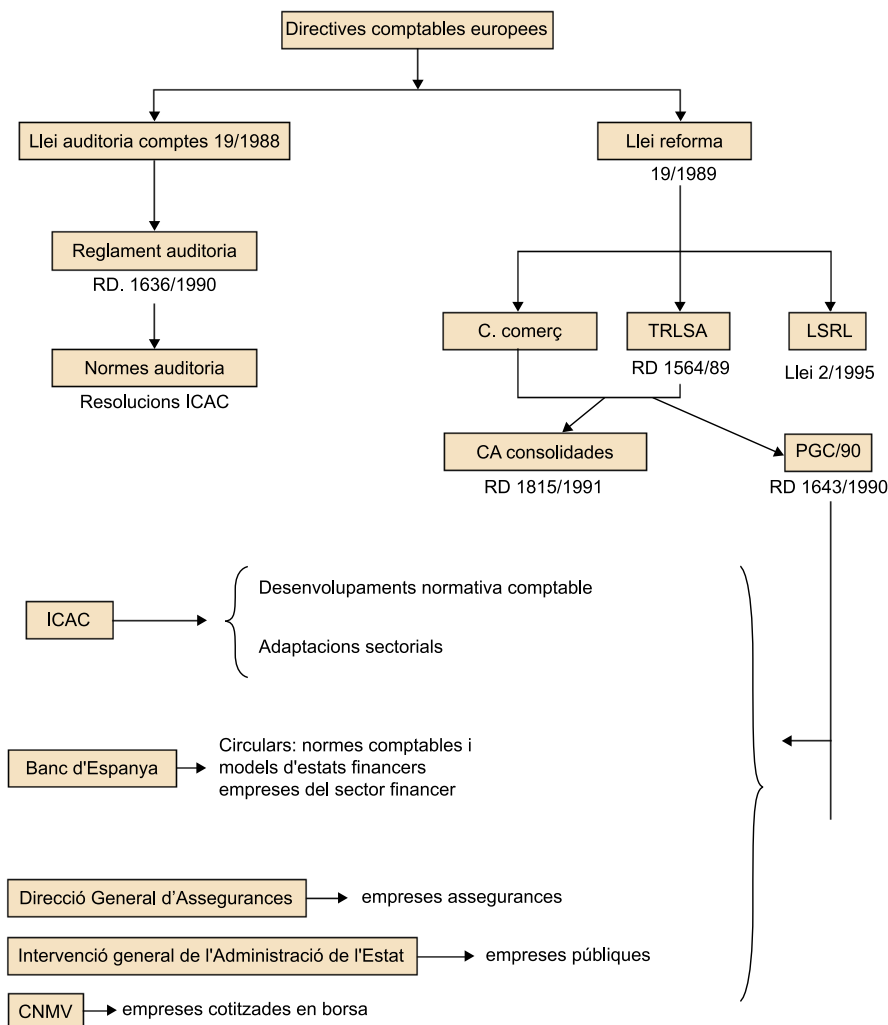 Directives comptables europees
Llei auditoria comptes 19/1988
Llei reforma
19/1989
Reglament auditoria
RD. 1636/1990
C. comerç
TRLSA
LSRL
RD 1564/89
Llei 2/1995
Normes auditoria
Resolucions ICAC
CA consolidades
PGC/90
RD 1815/1991
RD 1643/1990
Desenvolupaments normativa comptable
ICAC
Adaptacions sectorials
Circulars: normes comptables i
Banc d'Espanya
models d'estats financers
empreses del sector financer
Direcció General d’Assegurances
empreses assegurances
Intervenció general de l'Administració de l'Estat
empreses públiques
CNMV
empreses cotitzades en borsa